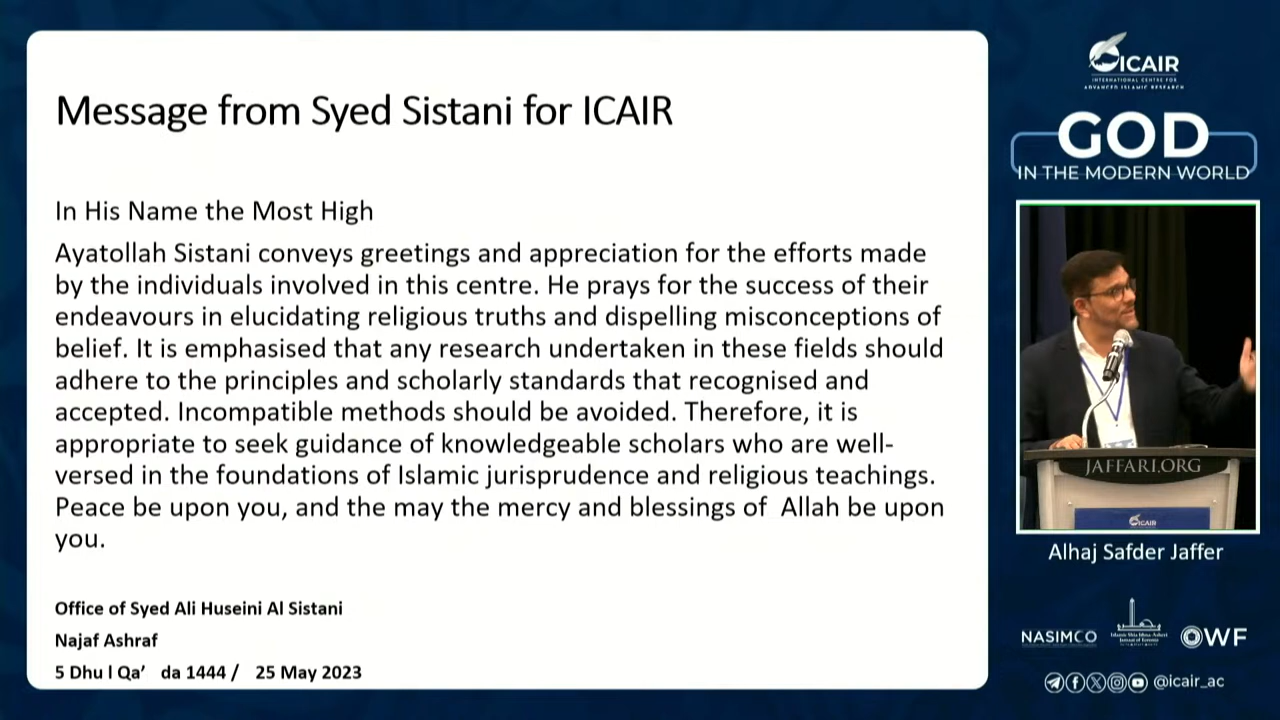 Message from Syed Sistani for ICAIR
In His Name the Most High
Ayatollah Sistani conveys greetings and appreciation for the efforts made
by the individuals involved in this centre. He prays for the success of their
endeavours in elucidating religious truths and dispelling misconceptions of
belief. It is emphasised that any research undertaken in these fields should
adhere to the principles and scholarly standards that recognised and
accepted. Incompatible methods should be avoided. Therefore, it is
appropriate to seek guidance of knowledgeable scholars who are well-
versed in the foundations of Islamic jurisprudence and religious teachings.
Peace be upon you, and the may the mercy and blessings of  Allah be upon
you.
Office of Syed Ali Huseini Al Sistani
Najaf Ashraf
5 Dhu l Qa’  da 1444 /  25 May 2023
ICAIR
INTERNATIONAL CENTRE FOR
ADVANCED ISLAMIC RESEARCH
GOD
IN THE MODERN WORLD
JAFFARI.ORG
ICAIR
Alhaj Safder Jaffer
NASIMCO
Islamic Shia Ithna-Asheri
Jamaat of Toronto
OWF
@icair_ac